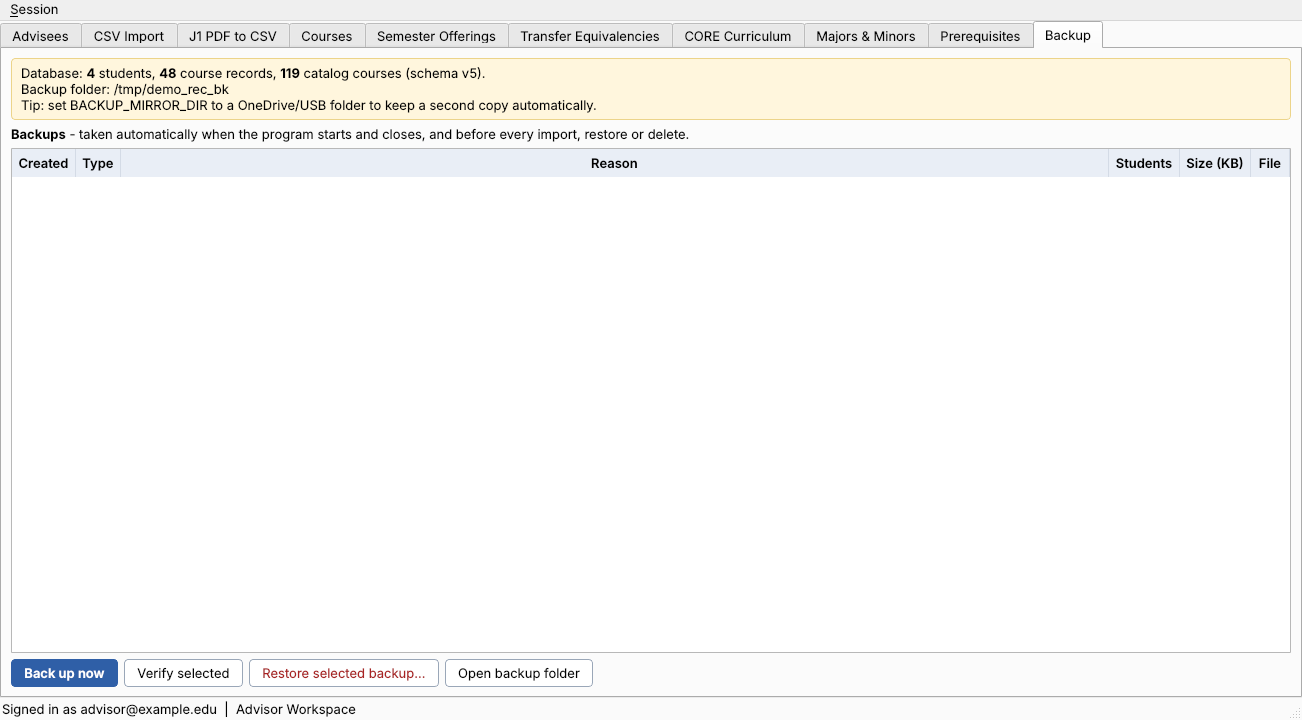 Session
Advisees CSV Import J1 PDF to CSV Courses Semester Offerings Transfer Equivalencies CORE Curriculum Majors & Minors Prerequisites Backup
Database: 4 students, 48 course records, 119 catalog courses (schema v5).
Backup folder: /tmp/demo_rec_bk
Tip: set BACKUP_MIRROR_DIR to a OneDrive/USB folder to keep a second copy automatically.
Backups - taken automatically when the program starts and closes, and before every import, restore or delete.
Created Type Reason Students Size (KB) File
Back up now Verify selected Restore selected backup... Open backup folder
Signed in as advisor@example.edu | Advisor Workspace